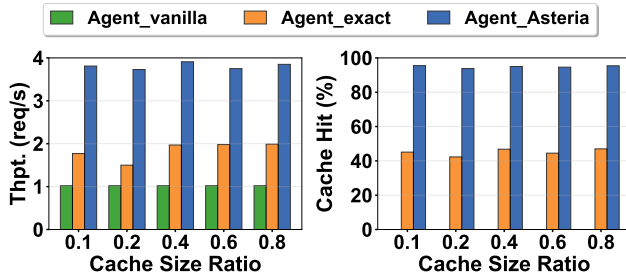 Agent_vanilla Agent_exact Agent_Asteria
Thpt. (req/s)
4
3
2
1
0
0.1 0.2 0.4 0.6 0.8
Cache Size Ratio
Cache Hit (%)
100
80
60
40
20
0
0.1 0.2 0.4 0.6 0.8
Cache Size Ratio